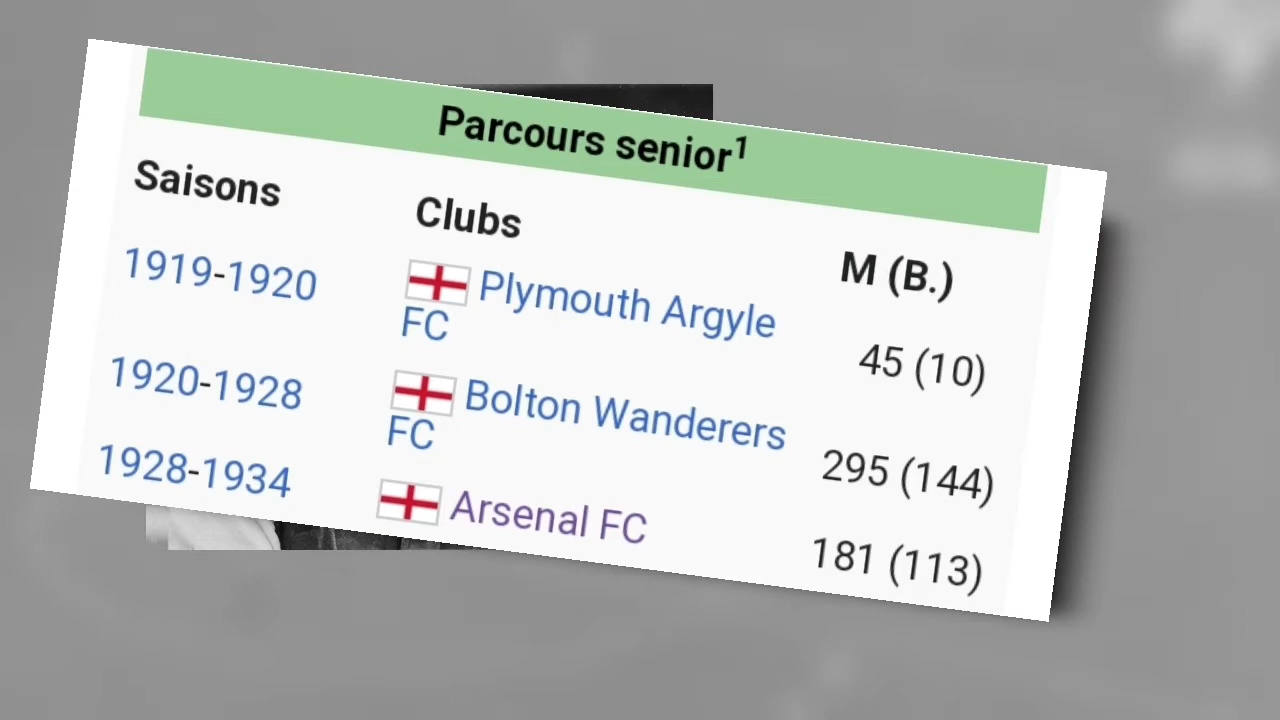 Parcours senior¹
Saisons Clubs M (B.)
1919-1920 Plymouth Argyle FC 45 (10)
1920-1928 Bolton Wanderers FC 295 (144)
1928-1934 Arsenal FC 181 (113)